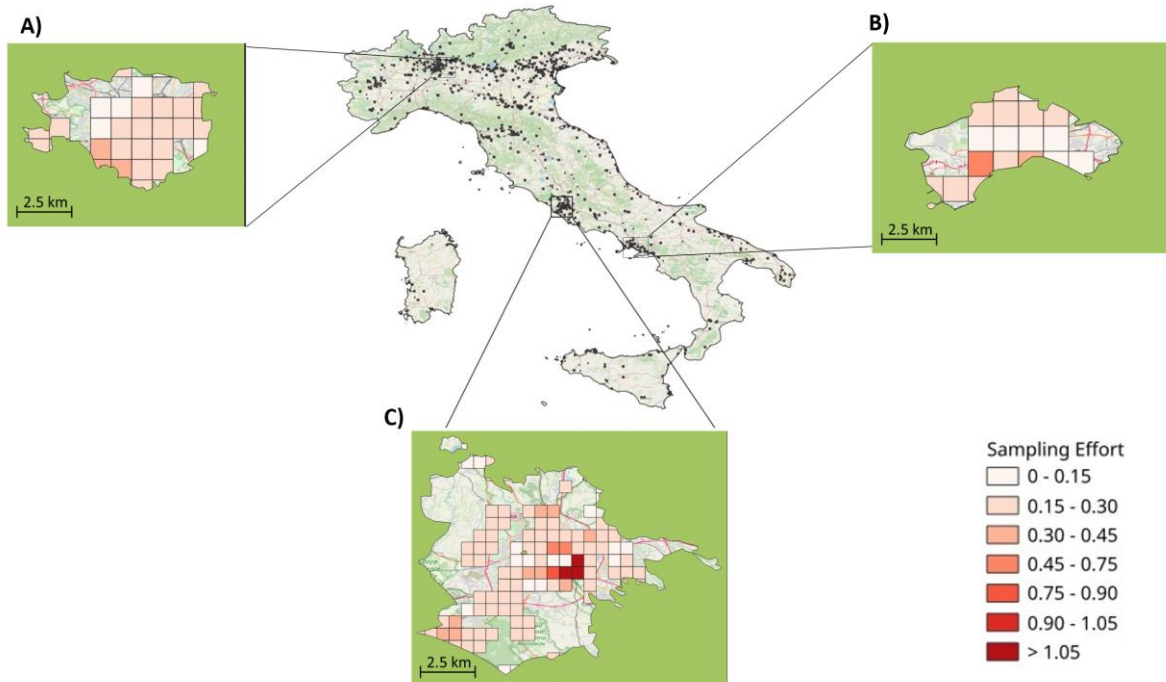 A)
B)
2.5 km
2.5 km
C)
Sampling Effort
0 - 0.15
0.15 - 0.30
0.30 - 0.45
0.45 - 0.75
0.75 - 0.90
0.90 - 1.05
> 1.05
2.5 km